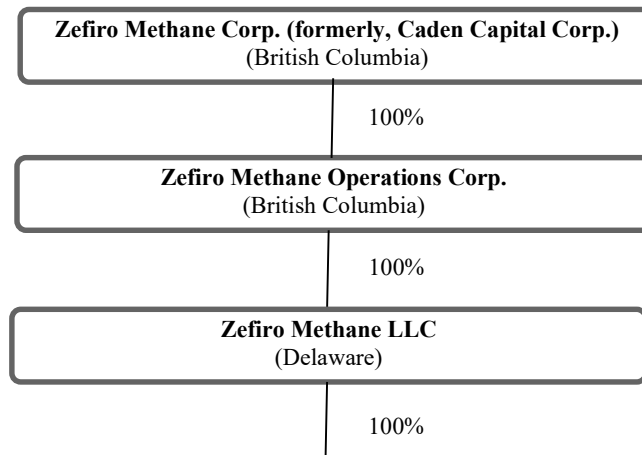 Zefiro Methane Corp. (formerly, Caden Capital Corp.)
(British Columbia)
100%
Zefiro Methane Operations Corp.
(British Columbia)
100%
Zefiro Methane LLC
(Delaware)
100%